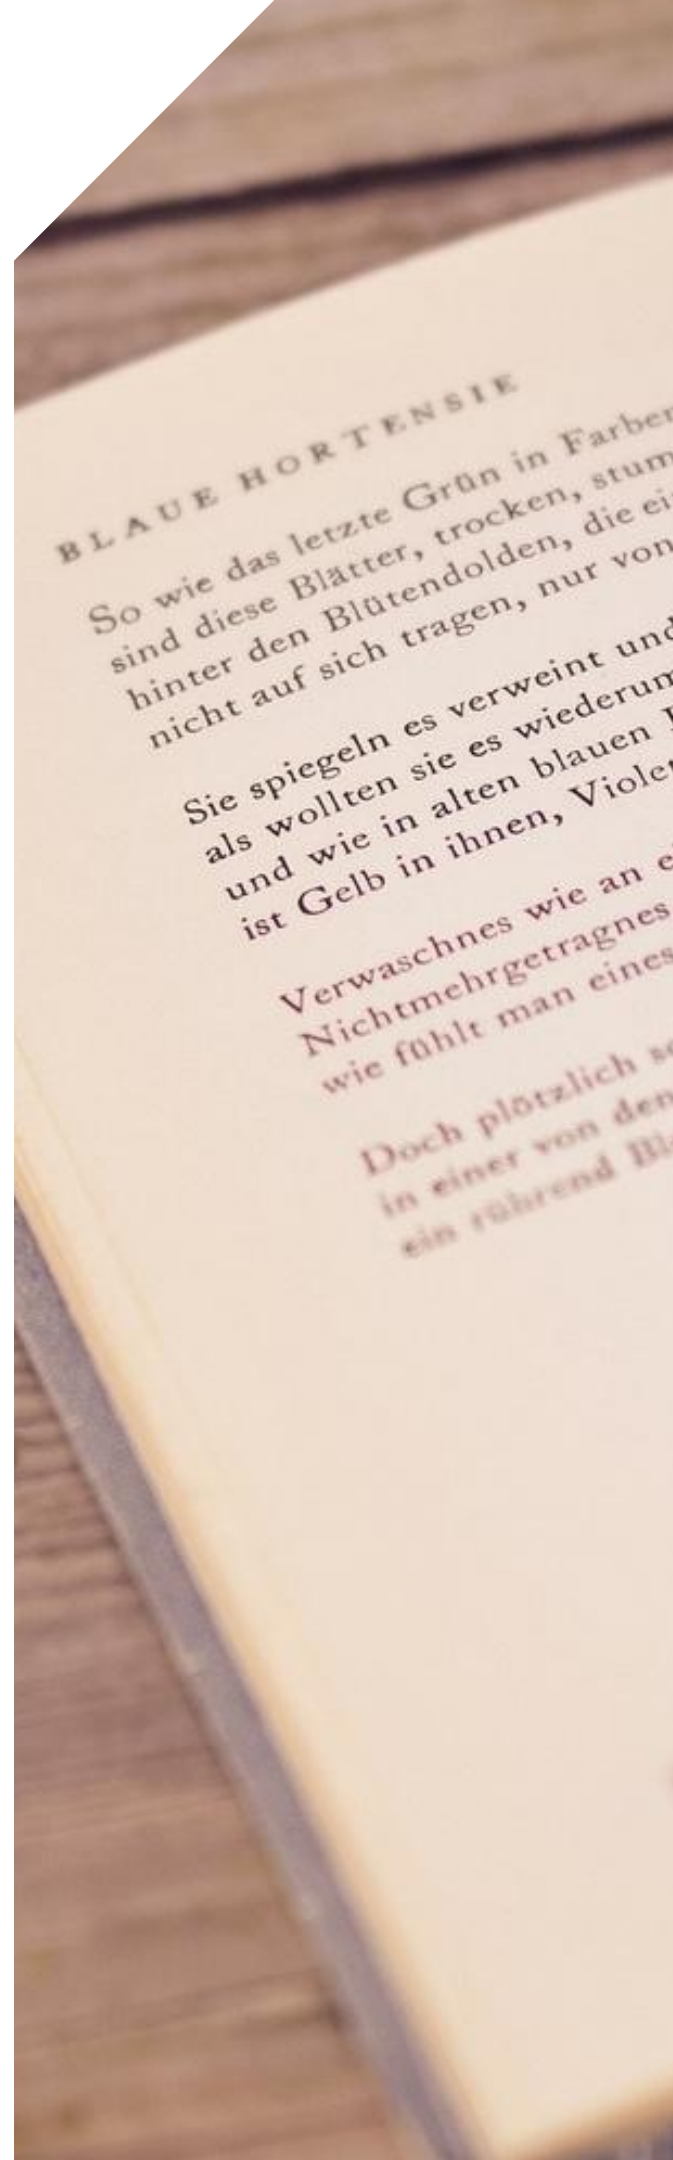 BLAUE HORTENSIE
So wie das letzte Grün in Farben
sind diese Blätter, trocken, stum
hinter den Blütendolden, die ei
nicht auf sich tragen, nur von
Sie spiegeln es verweint und
als wollten sie es wiederum
und wie in alten blauen
ist Gelb in ihnen, Violet
Verwaschnes wie an e
Nichtmehrgetragnes
wie fühlt man eines
Doch plötzlich s
in einer von den
ein rührend Bl